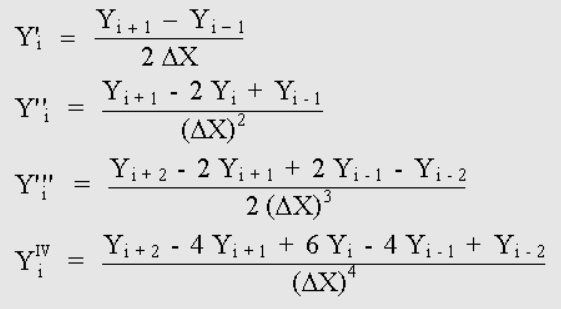 Y'ᵢ = (Yᵢ₊₁ – Yᵢ₋₁) / (2 ΔX)
Y''ᵢ = (Yᵢ₊₁ - 2 Yᵢ + Yᵢ₋₁) / (ΔX)²
Y'''ᵢ = (Yᵢ₊₂ - 2 Yᵢ₊₁ + 2 Yᵢ₋₁ - Yᵢ₋₂) / (2 (ΔX)³)
Yᵢᴵⱽ = (Yᵢ₊₂ - 4 Yᵢ₊₁ + 6 Yᵢ - 4 Yᵢ₋₁ + Yᵢ₋₂) / (ΔX)⁴